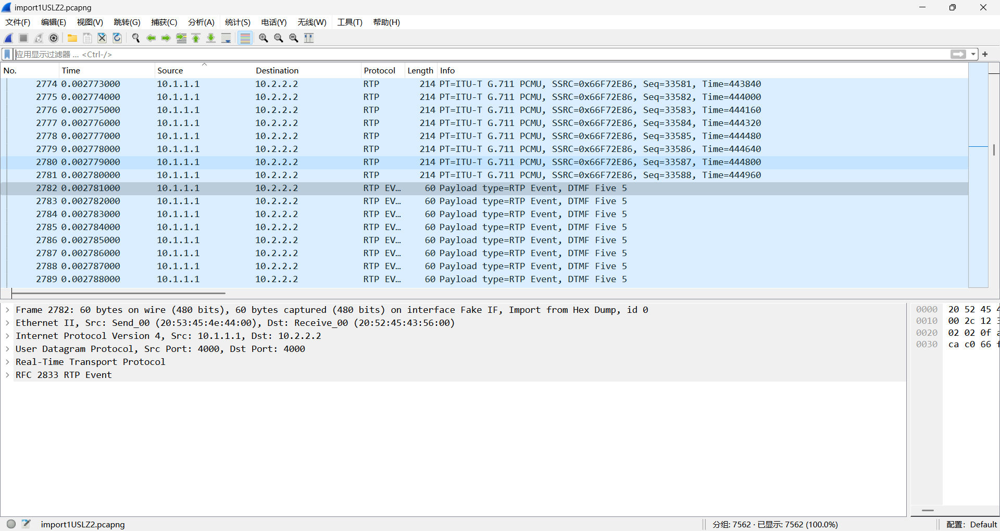 import1USLZ2.pcapng
文件(F) 编辑(E) 视图(V) 跳转(G) 捕获(C) 分析(A) 统计(S) 电话(Y) 无线(W) 工具(T) 帮助(H)
应用显示过滤器 … <Ctrl-/>
No. Time Source Destination Protocol Length Info
2774 0.002773000 10.1.1.1 10.2.2.2 RTP 214 PT=ITU-T G.711 PCMU, SSRC=0x66F72E86, Seq=33581, Time=443840
2775 0.002774000 10.1.1.1 10.2.2.2 RTP 214 PT=ITU-T G.711 PCMU, SSRC=0x66F72E86, Seq=33582, Time=444000
2776 0.002775000 10.1.1.1 10.2.2.2 RTP 214 PT=ITU-T G.711 PCMU, SSRC=0x66F72E86, Seq=33583, Time=444160
2777 0.002776000 10.1.1.1 10.2.2.2 RTP 214 PT=ITU-T G.711 PCMU, SSRC=0x66F72E86, Seq=33584, Time=444320
2778 0.002777000 10.1.1.1 10.2.2.2 RTP 214 PT=ITU-T G.711 PCMU, SSRC=0x66F72E86, Seq=33585, Time=444480
2779 0.002778000 10.1.1.1 10.2.2.2 RTP 214 PT=ITU-T G.711 PCMU, SSRC=0x66F72E86, Seq=33586, Time=444640
2780 0.002779000 10.1.1.1 10.2.2.2 RTP 214 PT=ITU-T G.711 PCMU, SSRC=0x66F72E86, Seq=33587, Time=444800
2781 0.002780000 10.1.1.1 10.2.2.2 RTP 214 PT=ITU-T G.711 PCMU, SSRC=0x66F72E86, Seq=33588, Time=444960
2782 0.002781000 10.1.1.1 10.2.2.2 RTP EV… 60 Payload type=RTP Event, DTMF Five 5
2783 0.002782000 10.1.1.1 10.2.2.2 RTP EV… 60 Payload type=RTP Event, DTMF Five 5
2784 0.002783000 10.1.1.1 10.2.2.2 RTP EV… 60 Payload type=RTP Event, DTMF Five 5
2785 0.002784000 10.1.1.1 10.2.2.2 RTP EV… 60 Payload type=RTP Event, DTMF Five 5
2786 0.002785000 10.1.1.1 10.2.2.2 RTP EV… 60 Payload type=RTP Event, DTMF Five 5
2787 0.002786000 10.1.1.1 10.2.2.2 RTP EV… 60 Payload type=RTP Event, DTMF Five 5
2788 0.002787000 10.1.1.1 10.2.2.2 RTP EV… 60 Payload type=RTP Event, DTMF Five 5
2789 0.002788000 10.1.1.1 10.2.2.2 RTP EV… 60 Payload type=RTP Event, DTMF Five 5
Frame 2782: 60 bytes on wire (480 bits), 60 bytes captured (480 bits) on interface Fake IF, Import from Hex Dump, id 0
Ethernet II, Src: Send_00 (20:53:45:4e:44:00), Dst: Receive_00 (20:52:45:43:56:00)
Internet Protocol Version 4, Src: 10.1.1.1, Dst: 10.2.2.2
User Datagram Protocol, Src Port: 4000, Dst Port: 4000
Real-Time Transport Protocol
RFC 2833 RTP Event
0000 20 52 45
0010 00 2c 12
0020 02 02 0f
0030 ca c0 66
import1USLZ2.pcapng
分组: 7562 · 已显示: 7562 (100.0%)
配置: Default